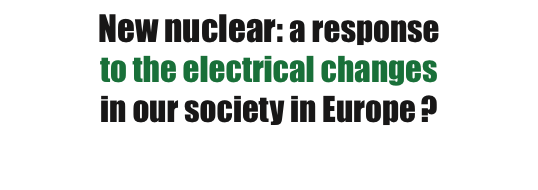 New nuclear: a response
to the electrical changes
in our society in Europe ?